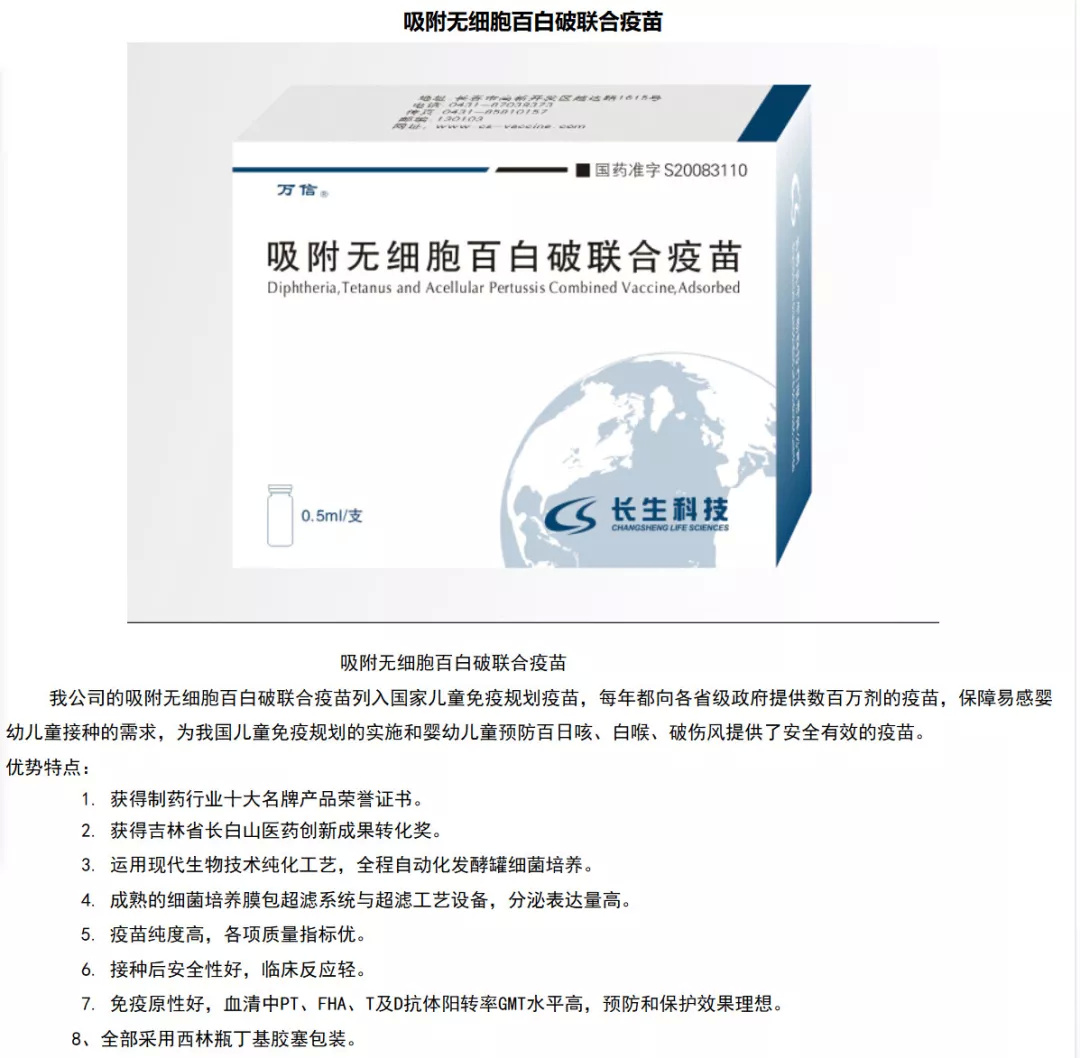 吸附无细胞百白破联合疫苗
地址:长春市高新开发区越达路1615号
电话:0431-87039373
传真:0431-85810157
邮编:130103
网址:www.cs-vaccine.com
国药准字S20083110
万信®
吸附无细胞百白破联合疫苗
Diphtheria,Tetanus and Acellular Pertussis Combined Vaccine,Adsorbed
0.5ml/支
长生科技
CHANGSHENG LIFE SCIENCES
吸附无细胞百白破联合疫苗
我公司的吸附无细胞百白破联合疫苗列入国家儿童免疫规划疫苗，每年都向各省级政府提供数百万剂的疫苗，保障易感婴
幼儿童接种的需求，为我国儿童免疫规划的实施和婴幼儿童预防百日咳、白喉、破伤风提供了安全有效的疫苗。
优势特点：
1. 获得制药行业十大名牌产品荣誉证书。
2. 获得吉林省长白山医药创新成果转化奖。
3. 运用现代生物技术纯化工艺，全程自动化发酵罐细菌培养。
4. 成熟的细菌培养膜包超滤系统与超滤工艺设备，分泌表达量高。
5. 疫苗纯度高，各项质量指标优。
6. 接种后安全性好，临床反应轻。
7. 免疫原性好，血清中PT、FHA、T及D抗体阳转率GMT水平高，预防和保护效果理想。
8、全部采用西林瓶丁基胶塞包装。